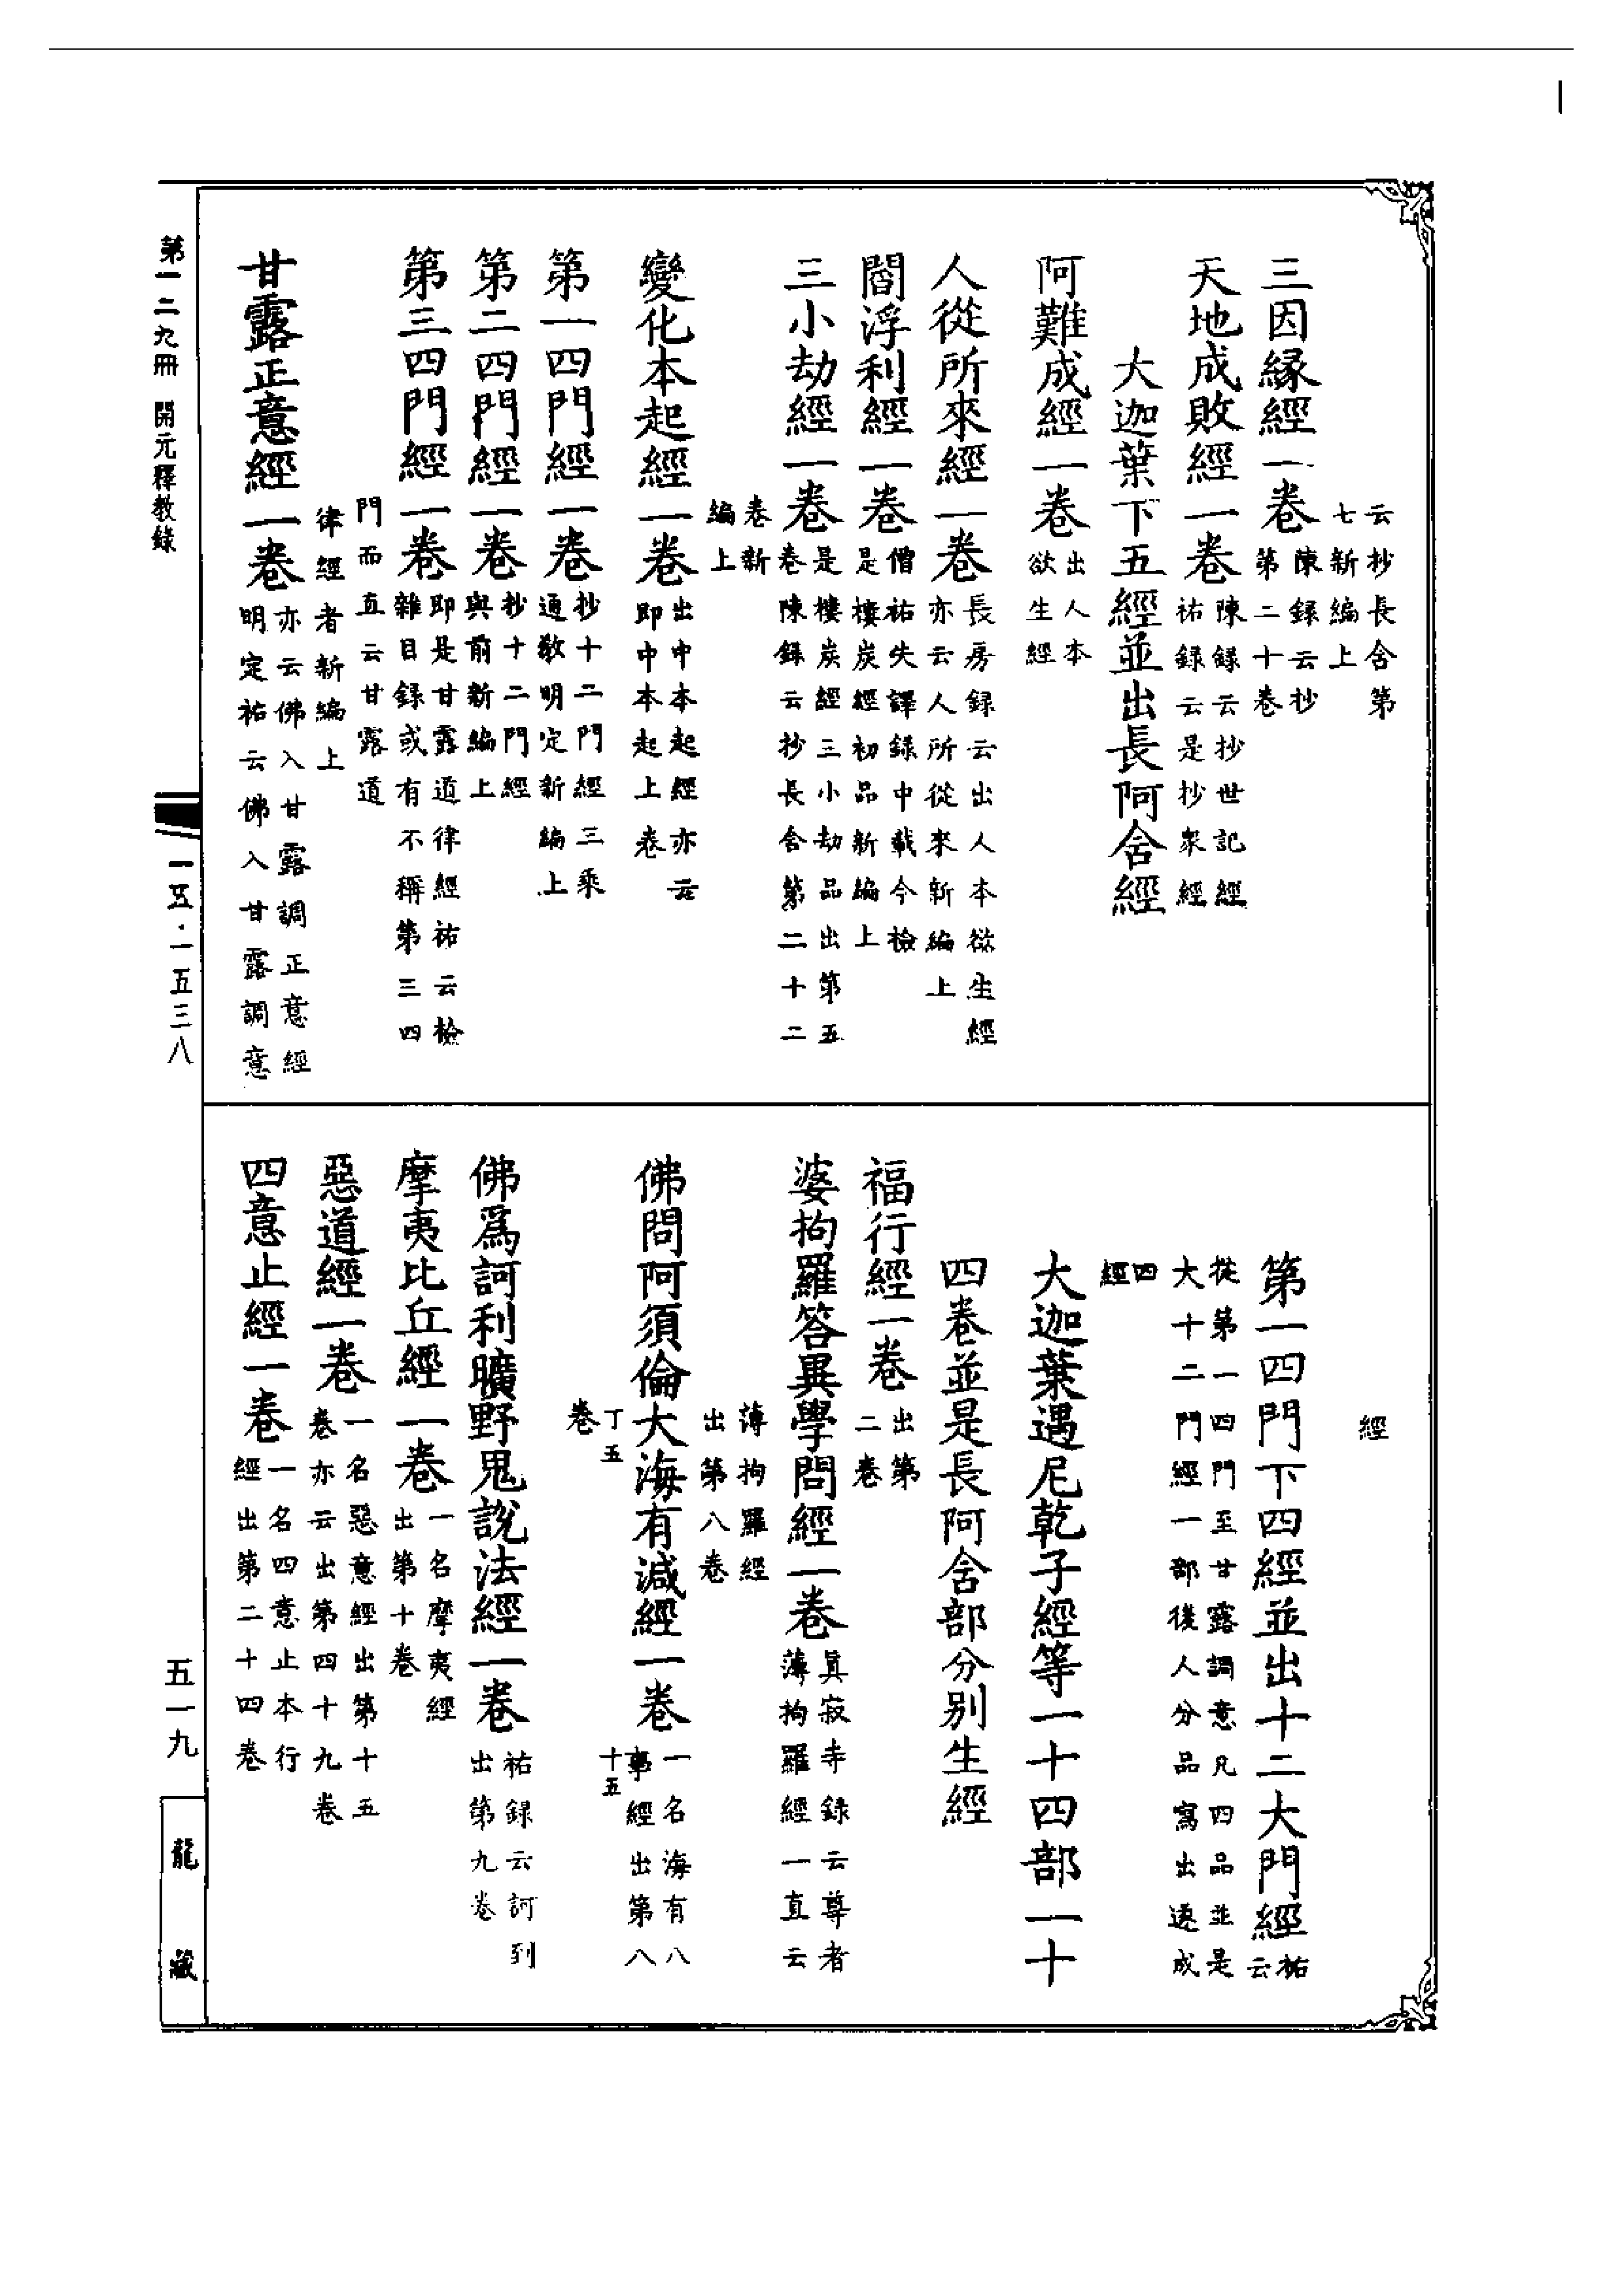 云抄長含第
七新編上
三因緣經一卷陳録云抄
第二十卷
天地成敗經一卷陳録云抄世記經
祐録云是抄衆經
大迦葉下五經並出長阿含經
阿難成經一卷出人本
欲生經
人從所來經一卷長房録云出人本欲生經
亦云人所從來新編上
閻浮利經一卷僧祐失譯録中載今檢
是樓炭經初品新編上
三小劫經一卷是樓炭經三小劫品出第五
卷陳録云抄長含第二十二
卷新
編上
變化本起經一卷出中本起經亦云
即中本起上卷
第一四門經一卷抄十二門經三乘
通教明定新編上
第二四門經一卷抄十二門經
與前新編上
第三四門經一卷即是甘露道律經祐云檢
雜目録或有不稱第三四
門而直云甘露道
律經者新編上
甘露正意經一卷亦云佛入甘露調正意經
明定祐云佛入甘露調意
經
第一四門下四經並出十二大門經祐
云
從第一四門至甘露調意凡四品並是
大十二門經一部後人分品寫出遂成
四
經
大迦葉遇尼乾子經等一十四部一十
四卷並是長阿含部分别生經
福行經一卷出第
二卷
婆拘羅答異學問經一卷真寂寺録云尊者
薄拘羅經一直云
薄拘羅經
出第八卷
佛問阿須倫大海有減經一卷一名海有八
事經出第八
十五
丁五
卷
佛爲訶利曠野鬼說法經一卷祐録云訶到
出第九卷
摩夷比丘經一卷一名摩夷經
出第十卷
惡道經一卷一名惡意經出第十五
卷亦云出第四十九卷
四意止經一卷一名四意止本行
經出第二十四卷
第一二九冊 開元釋教錄
一五·一五三八
五一九
龍藏